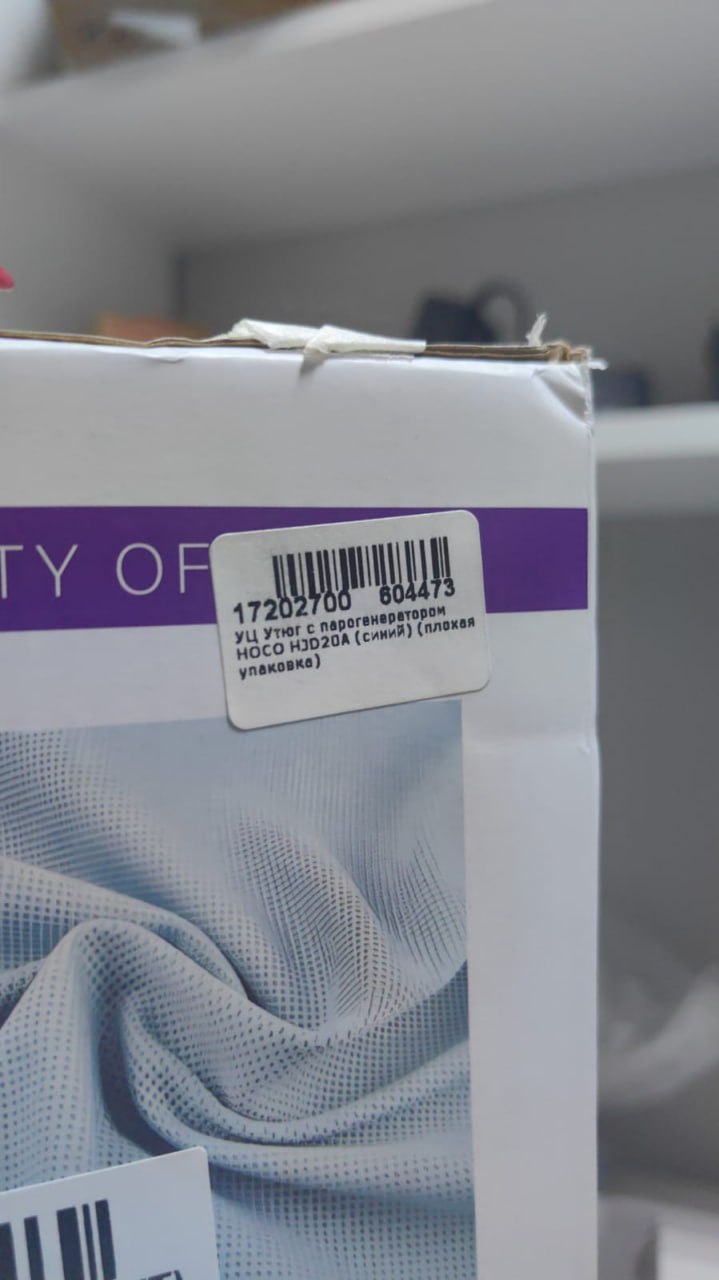 TY OF
17202700 604473
УЦ Утюг с парогенератором
HOCO HJD20A (синий) (плохая
упаковка)